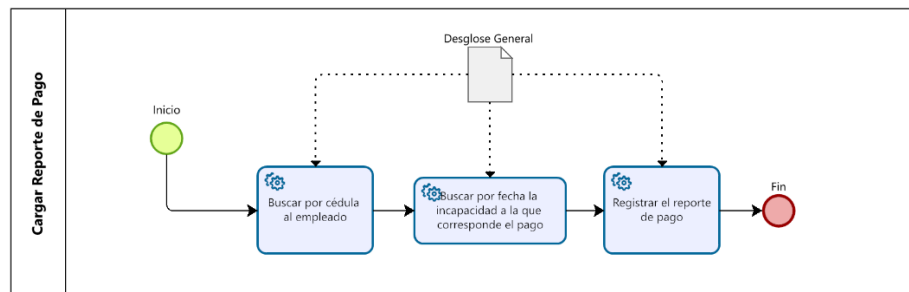 Cargar Reporte de Pago
Desglose General
Inicio
Buscar por cédula
al empleado
Buscar por fecha la
incapacidad a la que
corresponde el pago
Registrar el reporte
de pago
Fin